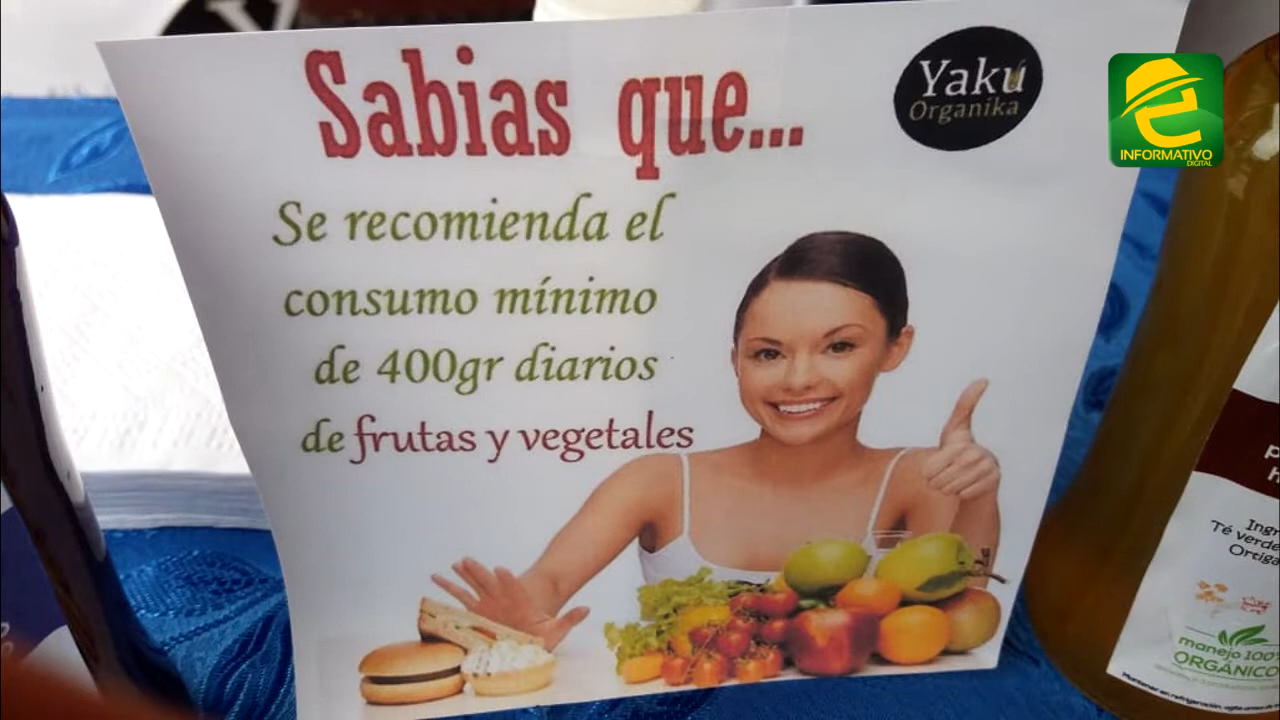 Sabias que...
Yakú
Organika
INFORMATIVO
DIGITAL
Se recomienda el
consumo mínimo
de 400gr diarios
de frutas y vegetales
Té verde
Ortiga
manejo 100%
ORGÁNICO